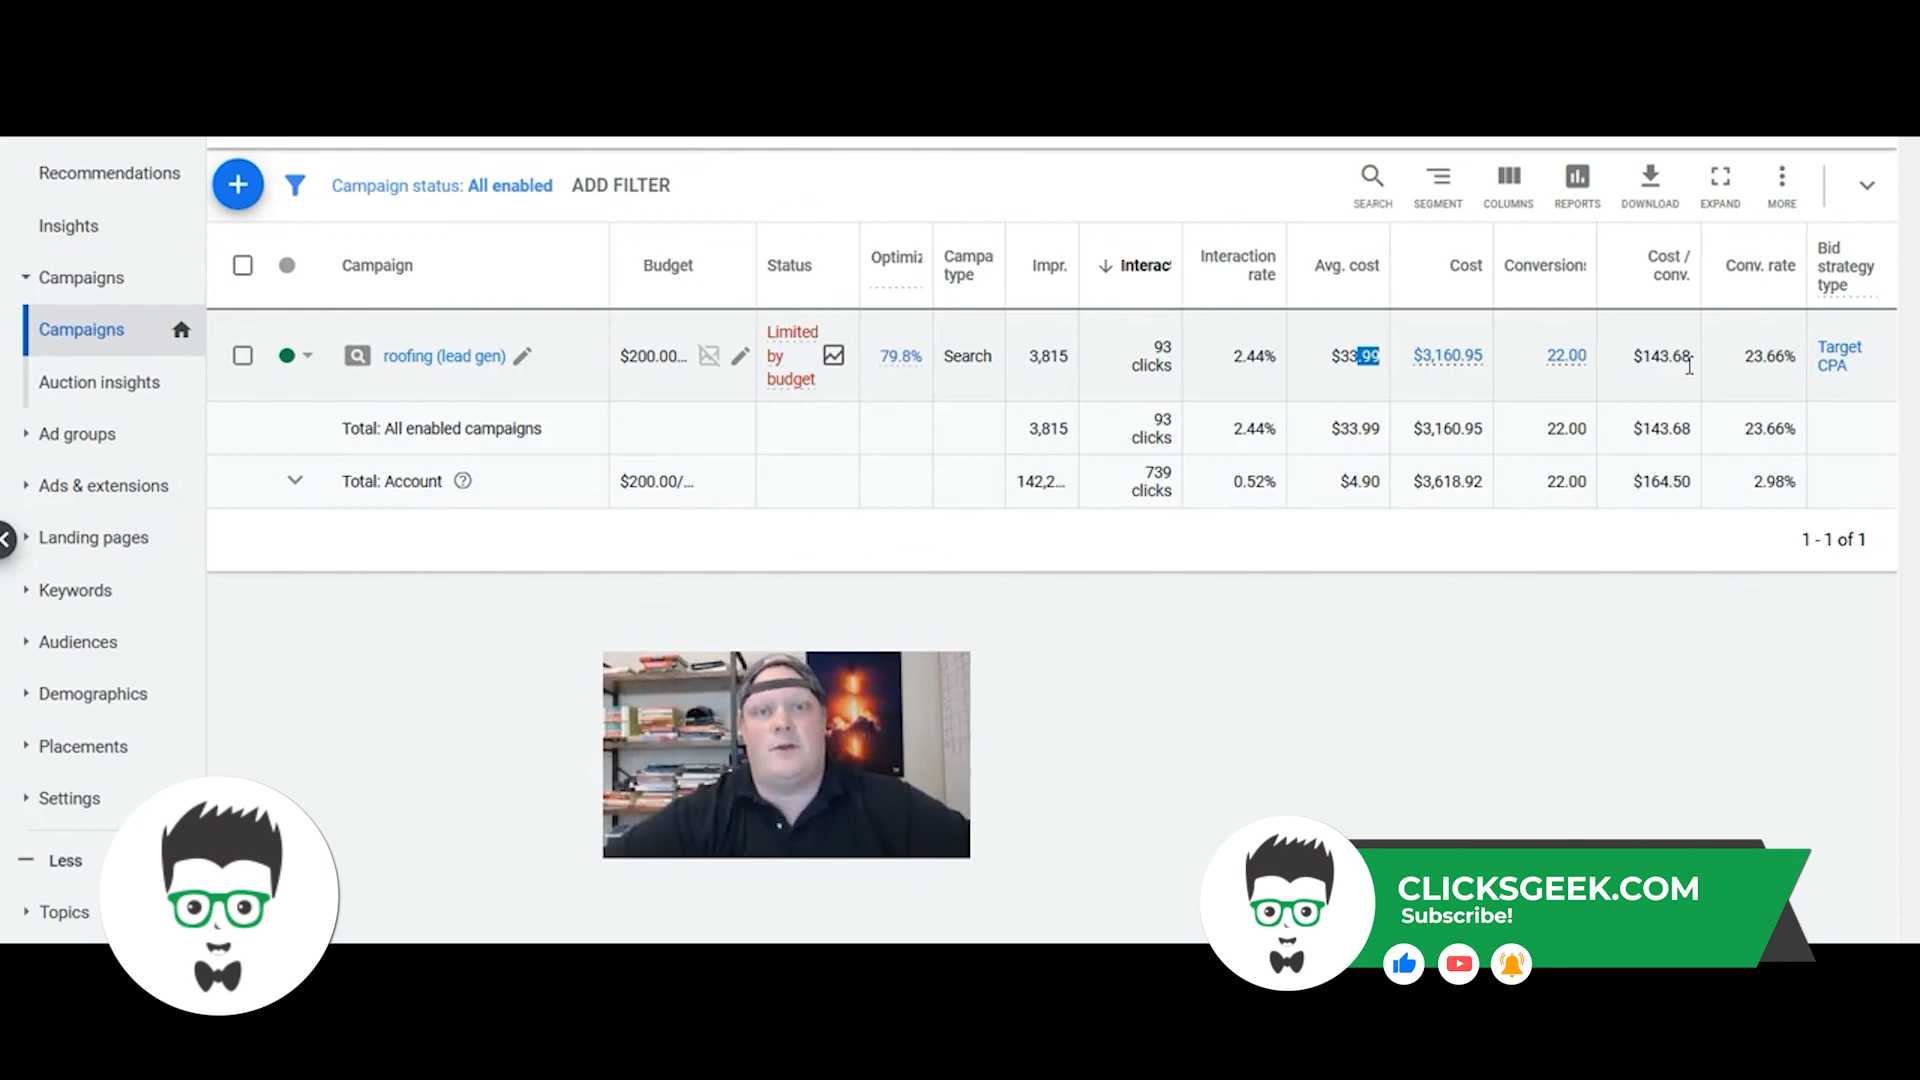 Recommendations
Insights
Campaigns
Campaigns
Auction insights
Ad groups
Ads & extensions
Landing pages
Keywords
Audiences
Demographics
Placements
Settings
Less
Topics
Campaign status: All enabled
ADD FILTER
SEARCH
SEGMENT
COLUMNS
REPORTS
DOWNLOAD
EXPAND
MORE
Campaign
Budget
Status
Optimiz
Campa
type
Impr.
Interac
Interaction
rate
Avg. cost
Cost
Conversions
Cost /
conv.
Conv. rate
Bid
strategy
type
roofing (lead gen)
$200.00...
Limited
by
budget
79.8%
Search
3,815
93
clicks
2.44%
$33.99
$3,160.95
22.00
$143.68
23.66%
Target
CPA
Total: All enabled campaigns
3,815
93
clicks
2.44%
$33.99
$3,160.95
22.00
$143.68
23.66%
Total: Account
$200.00/...
142,2...
739
clicks
0.52%
$4.90
$3,618.92
22.00
$164.50
2.98%
1 - 1 of 1
CLICKSGEEK.COM
Subscribe!